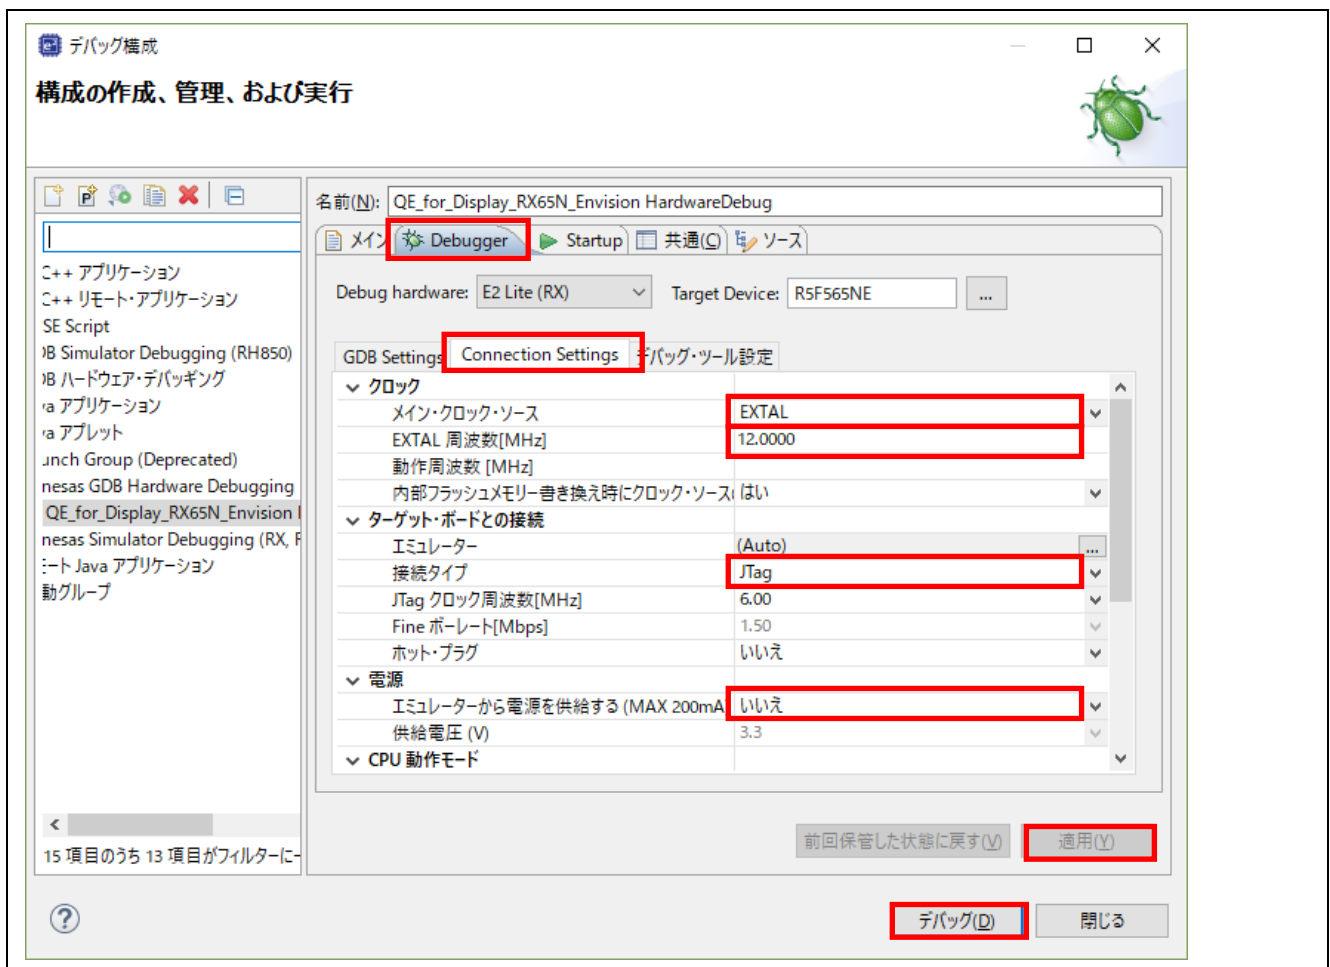 デバッグ構成
構成の作成、管理、および実行
名前(N): QE_for_Display_RX65N_Envision HardwareDebug
メイン Debugger Startup 共通(C) ソース
C++ アプリケーション
C++ リモート・アプリケーション
SE Script
B Simulator Debugging (RH850)
B ハードウェア・デバッギング
va アプリケーション
va アプレット
unch Group (Deprecated)
nesas GDB Hardware Debugging
QE_for_Display_RX65N_Envision
nesas Simulator Debugging (RX,
ート Java アプリケーション
動グループ
15 項目のうち 13 項目がフィルターに
Debug hardware: E2 Lite (RX) Target Device: R5F565NE ...
GDB Settings Connection Settings デバッグ・ツール設定
クロック
メイン・クロック・ソース EXTAL
EXTAL 周波数[MHz] 12.0000
動作周波数 [MHz]
内部フラッシュメモリー書き換え時にクロック・ソース はい
ターゲット・ボードとの接続
エミュレーター (Auto) ...
接続タイプ JTag
JTag クロック周波数[MHz] 6.00
Fine ボーレート[Mbps] 1.50
ホット・プラグ いいえ
電源
エミュレーターから電源を供給する (MAX 200mA いいえ
供給電圧 (V) 3.3
CPU 動作モード
前回保管した状態に戻す(V) 適用(Y)
デバッグ(D) 閉じる